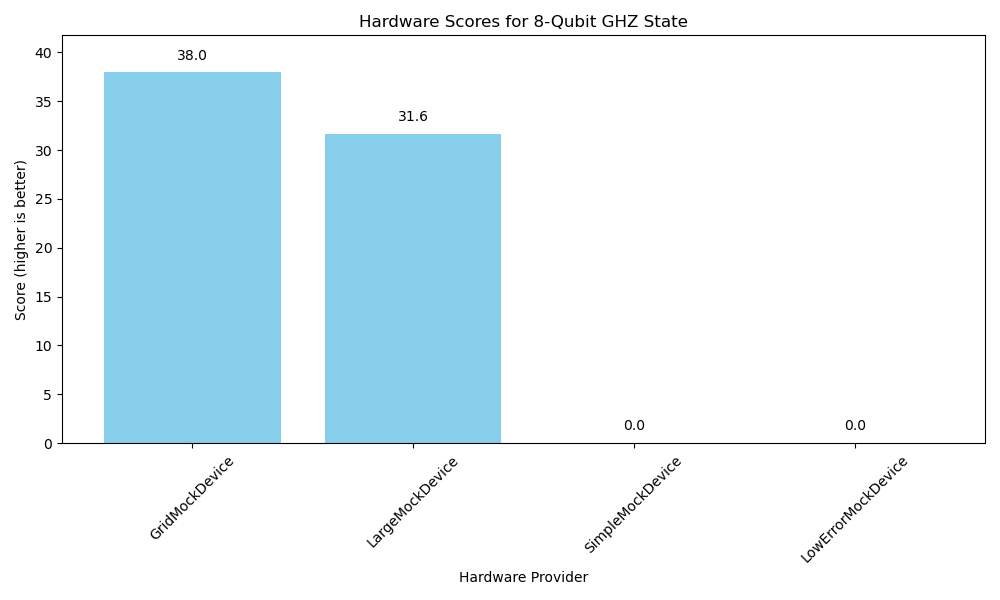 Hardware Scores for 8-Qubit GHZ State
Score (higher is better)
40
35
30
25
20
15
10
5
0
38.0
31.6
0.0
0.0
GridMockDevice
LargeMockDevice
SimpleMockDevice
LowErrorMockDevice
Hardware Provider